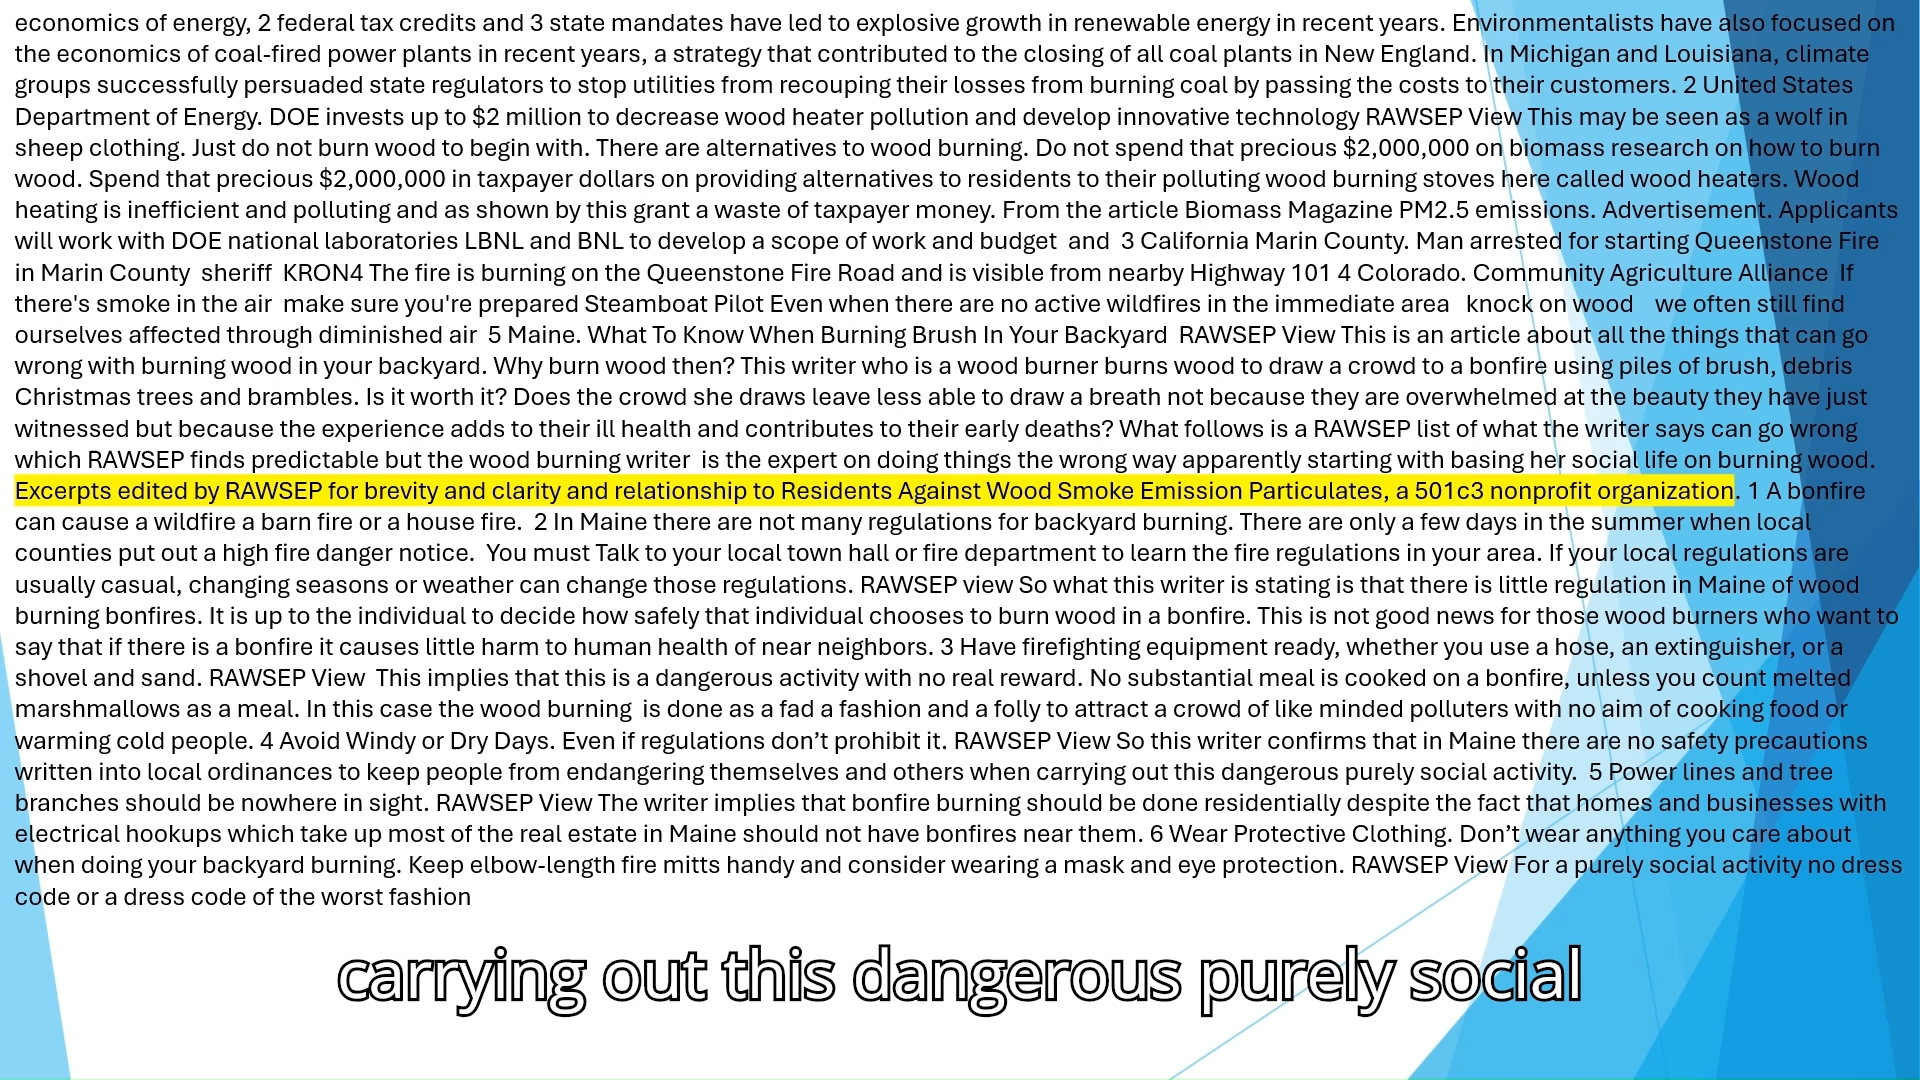 economics of energy, 2 federal tax credits and 3 state mandates have led to explosive growth in renewable energy in recent years. Environmentalists have also focused on
the economics of coal-fired power plants in recent years, a strategy that contributed to the closing of all coal plants in New England. In Michigan and Louisiana, climate
groups successfully persuaded state regulators to stop utilities from recouping their losses from burning coal by passing the costs to their customers. 2 United States
Department of Energy. DOE invests up to $2 million to decrease wood heater pollution and develop innovative technology RAWSEP View This may be seen as a wolf in
sheep clothing. Just do not burn wood to begin with. There are alternatives to wood burning. Do not spend that precious $2,000,000 on biomass research on how to burn
wood. Spend that precious $2,000,000 in taxpayer dollars on providing alternatives to residents to their polluting wood burning stoves here called wood heaters. Wood
heating is inefficient and polluting and as shown by this grant a waste of taxpayer money. From the article Biomass Magazine PM2.5 emissions. Advertisement. Applicants
will work with DOE national laboratories LBNL and BNL to develop a scope of work and budget  and  3 California Marin County. Man arrested for starting Queenstone Fire
in Marin County  sheriff  KRON4 The fire is burning on the Queenstone Fire Road and is visible from nearby Highway 101 4 Colorado. Community Agriculture Alliance  If
there's smoke in the air  make sure you're prepared Steamboat Pilot Even when there are no active wildfires in the immediate area   knock on wood    we often still find
ourselves affected through diminished air  5 Maine. What To Know When Burning Brush In Your Backyard  RAWSEP View This is an article about all the things that can go
wrong with burning wood in your backyard. Why burn wood then? This writer who is a wood burner burns wood to draw a crowd to a bonfire using piles of brush, debris
Christmas trees and brambles. Is it worth it? Does the crowd she draws leave less able to draw a breath not because they are overwhelmed at the beauty they have just
witnessed but because the experience adds to their ill health and contributes to their early deaths? What follows is a RAWSEP list of what the writer says can go wrong
which RAWSEP finds predictable but the wood burning writer  is the expert on doing things the wrong way apparently starting with basing her social life on burning wood.
Excerpts edited by RAWSEP for brevity and clarity and relationship to Residents Against Wood Smoke Emission Particulates, a 501c3 nonprofit organization. 1 A bonfire
can cause a wildfire a barn fire or a house fire.  2 In Maine there are not many regulations for backyard burning. There are only a few days in the summer when local
counties put out a high fire danger notice.  You must Talk to your local town hall or fire department to learn the fire regulations in your area. If your local regulations are
usually casual, changing seasons or weather can change those regulations. RAWSEP view So what this writer is stating is that there is little regulation in Maine of wood
burning bonfires. It is up to the individual to decide how safely that individual chooses to burn wood in a bonfire. This is not good news for those wood burners who want to
say that if there is a bonfire it causes little harm to human health of near neighbors. 3 Have firefighting equipment ready, whether you use a hose, an extinguisher, or a
shovel and sand. RAWSEP View  This implies that this is a dangerous activity with no real reward. No substantial meal is cooked on a bonfire, unless you count melted
marshmallows as a meal. In this case the wood burning  is done as a fad a fashion and a folly to attract a crowd of like minded polluters with no aim of cooking food or
warming cold people. 4 Avoid Windy or Dry Days. Even if regulations don’t prohibit it. RAWSEP View So this writer confirms that in Maine there are no safety precautions
written into local ordinances to keep people from endangering themselves and others when carrying out this dangerous purely social activity.  5 Power lines and tree
branches should be nowhere in sight. RAWSEP View The writer implies that bonfire burning should be done residentially despite the fact that homes and businesses with
electrical hookups which take up most of the real estate in Maine should not have bonfires near them. 6 Wear Protective Clothing. Don’t wear anything you care about
when doing your backyard burning. Keep elbow-length fire mitts handy and consider wearing a mask and eye protection. RAWSEP View For a purely social activity no dress
code or a dress code of the worst fashion
carrying out this dangerous purely social